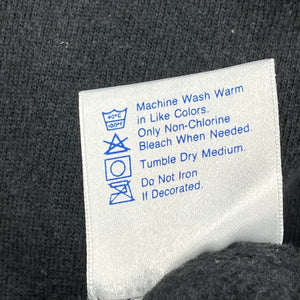 40°C
Machine Wash Warm
in Like Colors.
Only Non-Chlorine
Bleach When Needed.
Tumble Dry Medium.
Do Not Iron
If Decorated.